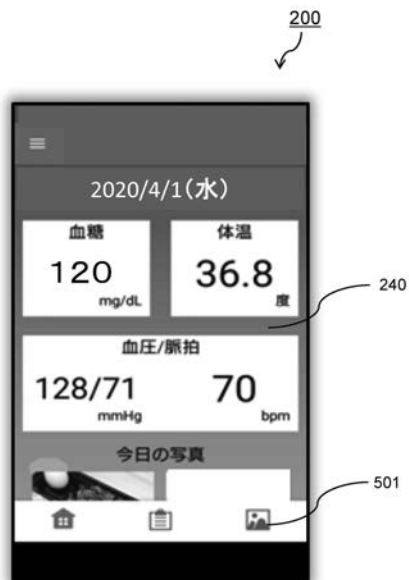 200
2020/4/1(水)
血糖
120
mg/dL
体温
36.8
度
240
血圧/脈拍
128/71
mmHg
70
bpm
今日の写真
501